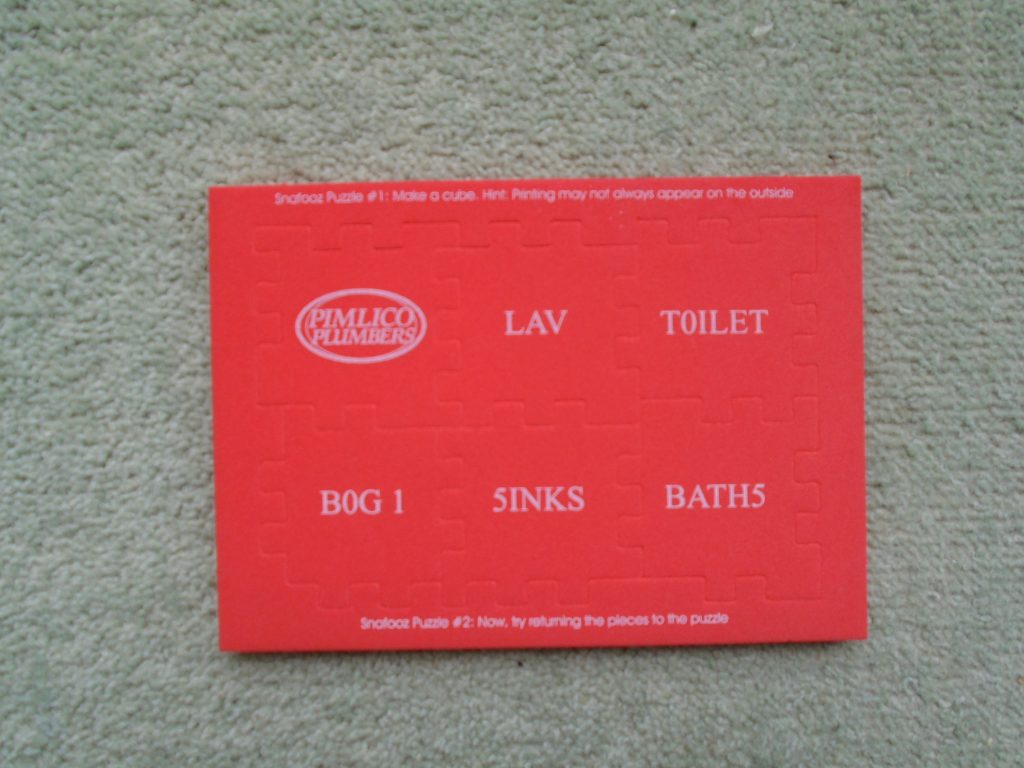 Snafooz Puzzle #1: Make a cube. Hint: Printing may not always appear on the outside
PIMLICO
PLUMBERS
LAV
T0ILET
B0G 1
5INKS
BATH5
Snafooz Puzzle #2: Now, try returning the pieces to the puzzle